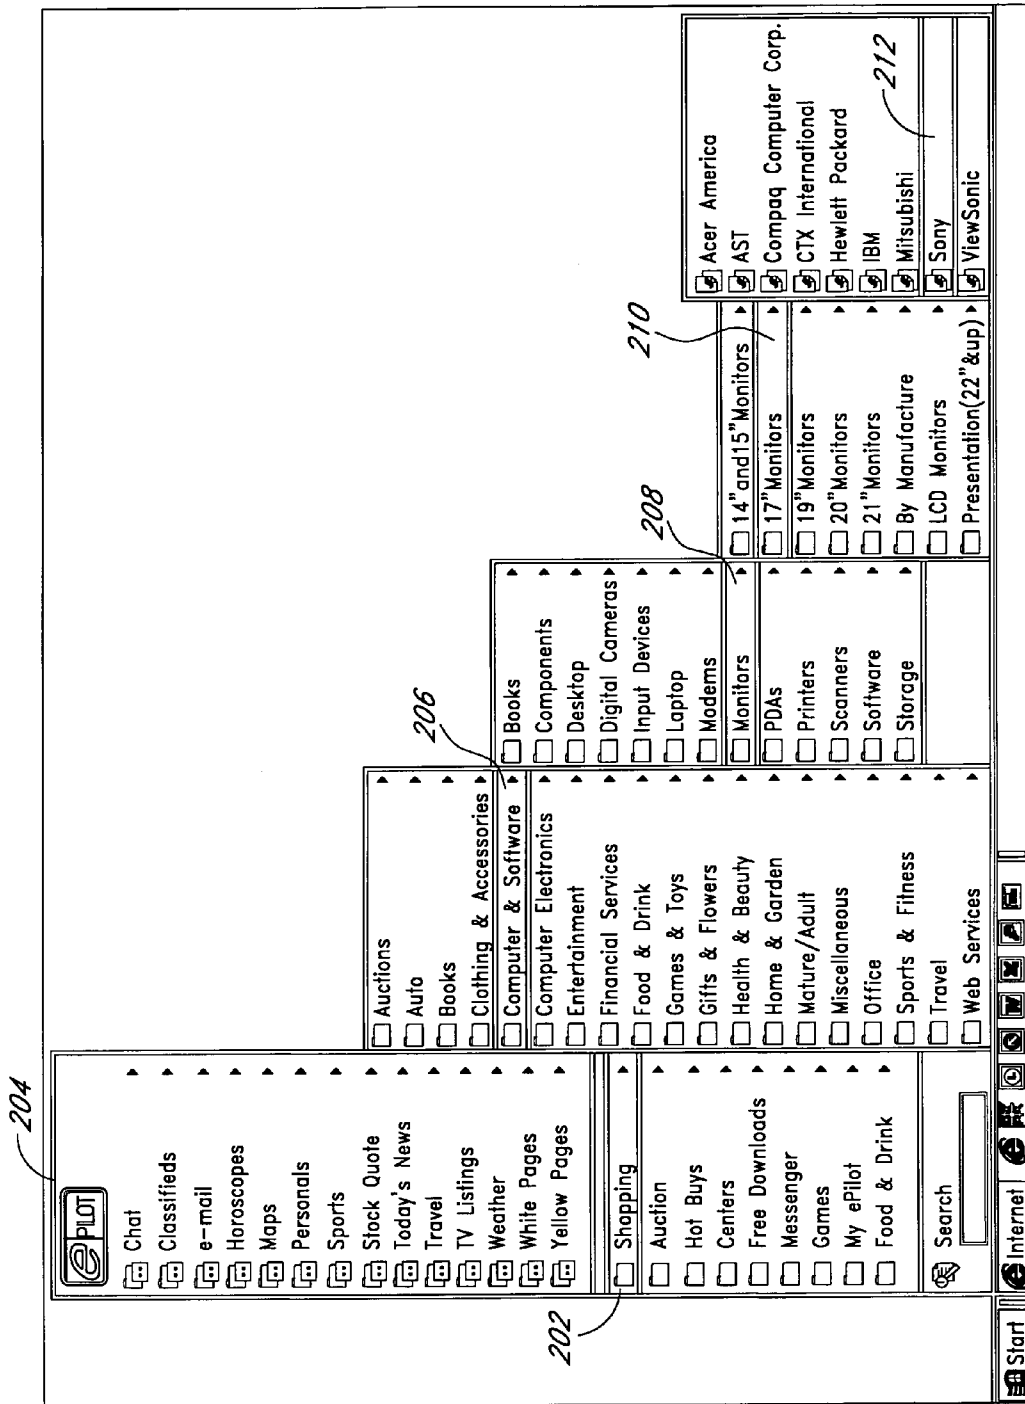 204
e PILOT
Chat
Classifieds
e-mail
Horoscopes
Maps
Personals
Sports
Stock Quote
Today's News
Travel
TV Listings
Weather
White Pages
Yellow Pages
202
Shopping
Auction
Hot Buys
Centers
Free Downloads
Messenger
Games
My ePilot
Food & Drink
Search
Auctions
Auto
Books
Clothing & Accessories
206
Computer & Software
Computer Electronics
Entertainment
Financial Services
Food & Drink
Games & Toys
Gifts & Flowers
Health & Beauty
Home & Garden
Mature/Adult
Miscellaneous
Office
Sports & Fitness
Travel
Web Services
Books
Components
Desktop
Digital Cameras
Input Devices
Laptop
Modems
208
Monitors
PDAs
Printers
Scanners
Software
Storage
14"and15"Monitors
210
17"Monitors
19"Monitors
20"Monitors
21"Monitors
By Manufacture
LCD Monitors
Presentation(22"&up)
Acer America
AST
Compaq Computer Corp.
CTX International
Hewlett Packard
IBM
Mitsubishi
212
Sony
ViewSonic
Start
Internet